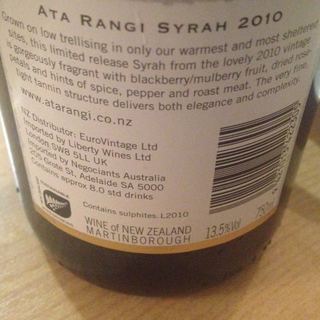 ATA RANGI SYRAH 2010
Grown on low trellising in only our warmest and most sheltered
sites, this limited release Syrah from the lovely 2010 vintage
is gorgeously fragrant with blackberry/mulberry fruit, dried rose
petals and hints of spice, pepper and roast meat. The very fine,
tight tannin structure delivers both elegance and complexity.
www.atarangi.co.nz
NZ Distributor: EuroVintage Ltd
Imported by Liberty Wines Ltd
London SW8 5LL UK
Imported by Negociants Australia
205 Grote St, Adelaide SA 5000
Contains approx 8.0 std drinks
Contains sulphites. L2010
WINE of NEW ZEALAND
MARTINBOROUGH
13.5%Vol
750